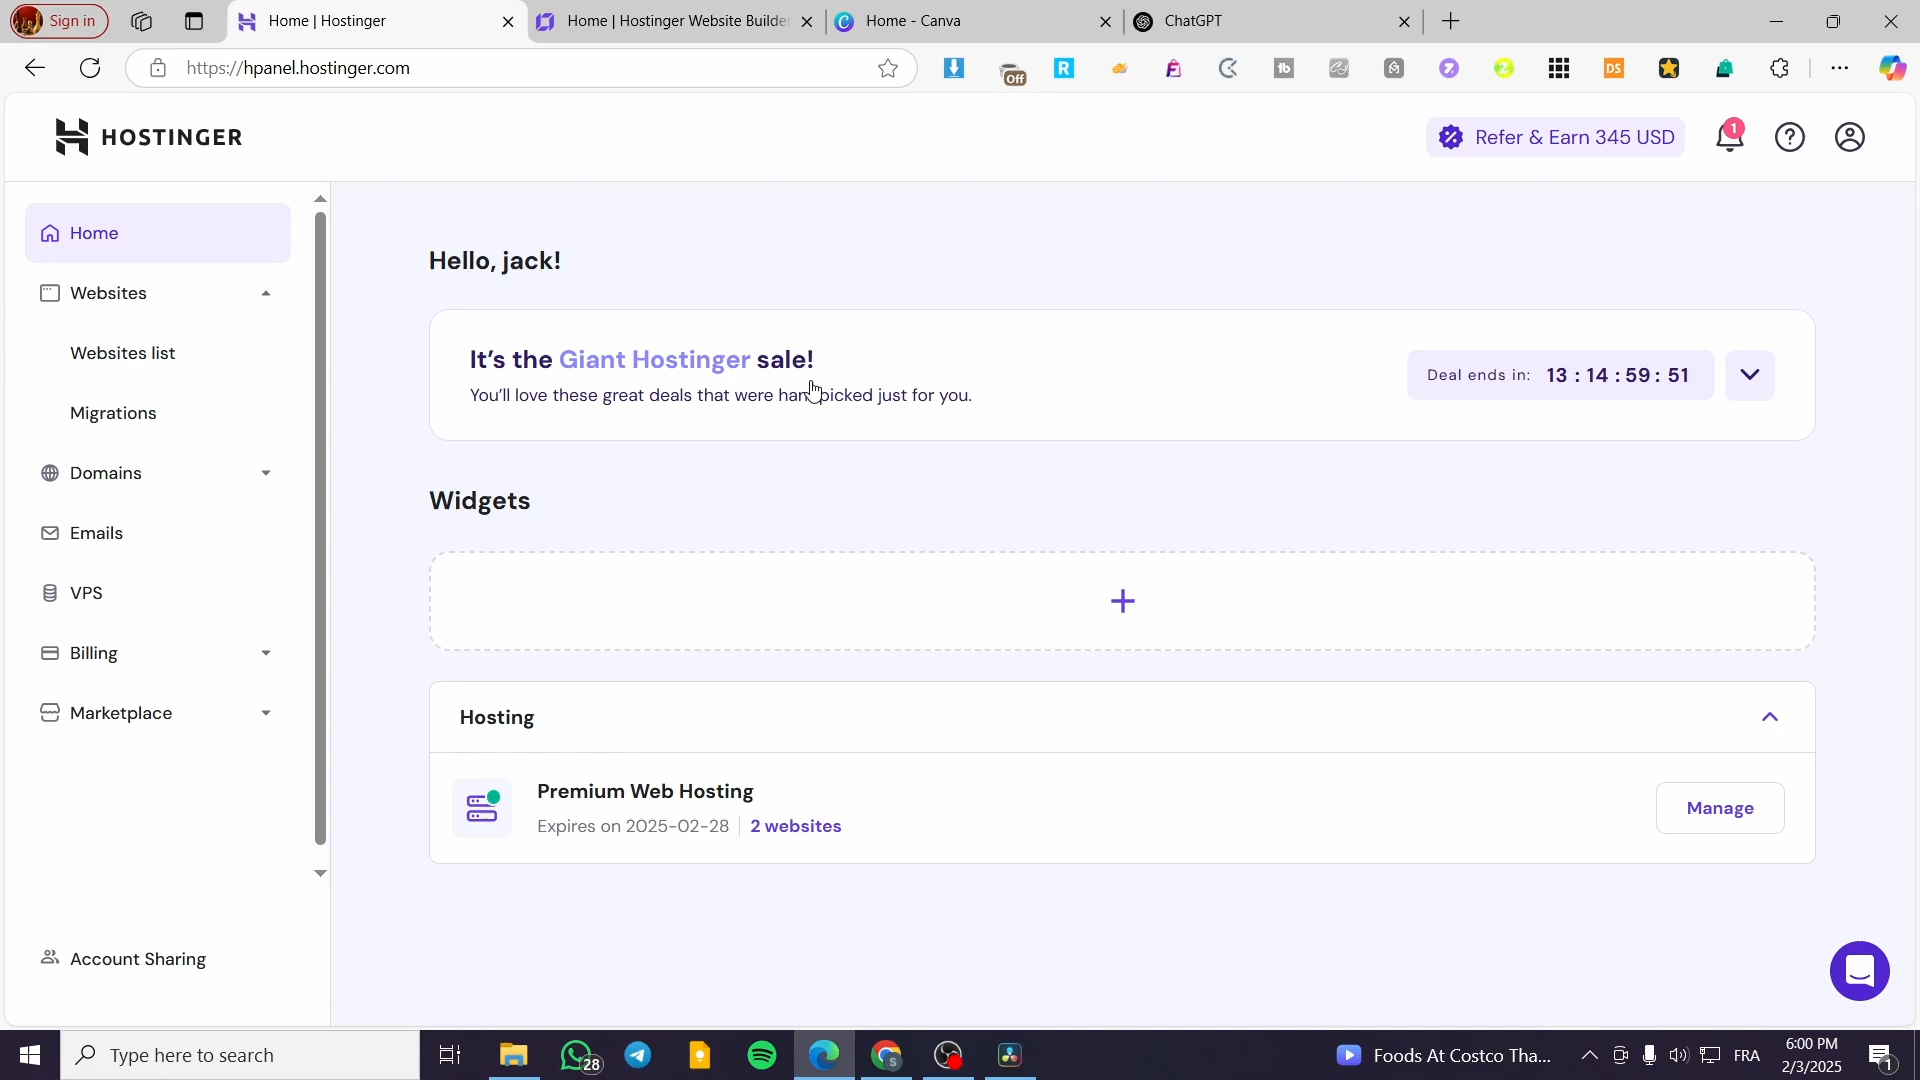 Sign in
Home | Hostinger
Home | Hostinger Website Builde
Home - Canva
ChatGPT
https://hpanel.hostinger.com
Off
DS
HOSTINGER
Refer & Earn 345 USD
1
Home
Websites
Websites list
Migrations
Domains
Emails
VPS
Billing
Marketplace
Account Sharing
Hello, jack!
It's the Giant Hostinger sale!
You'll love these great deals that were handpicked just for you.
Deal ends in: 13 : 14 : 59 : 51
Widgets
Hosting
Premium Web Hosting
Expires on 2025-02-28
2 websites
Manage
Type here to search
28
Foods At Costco Tha...
FRA
6:00 PM
2/3/2025
1